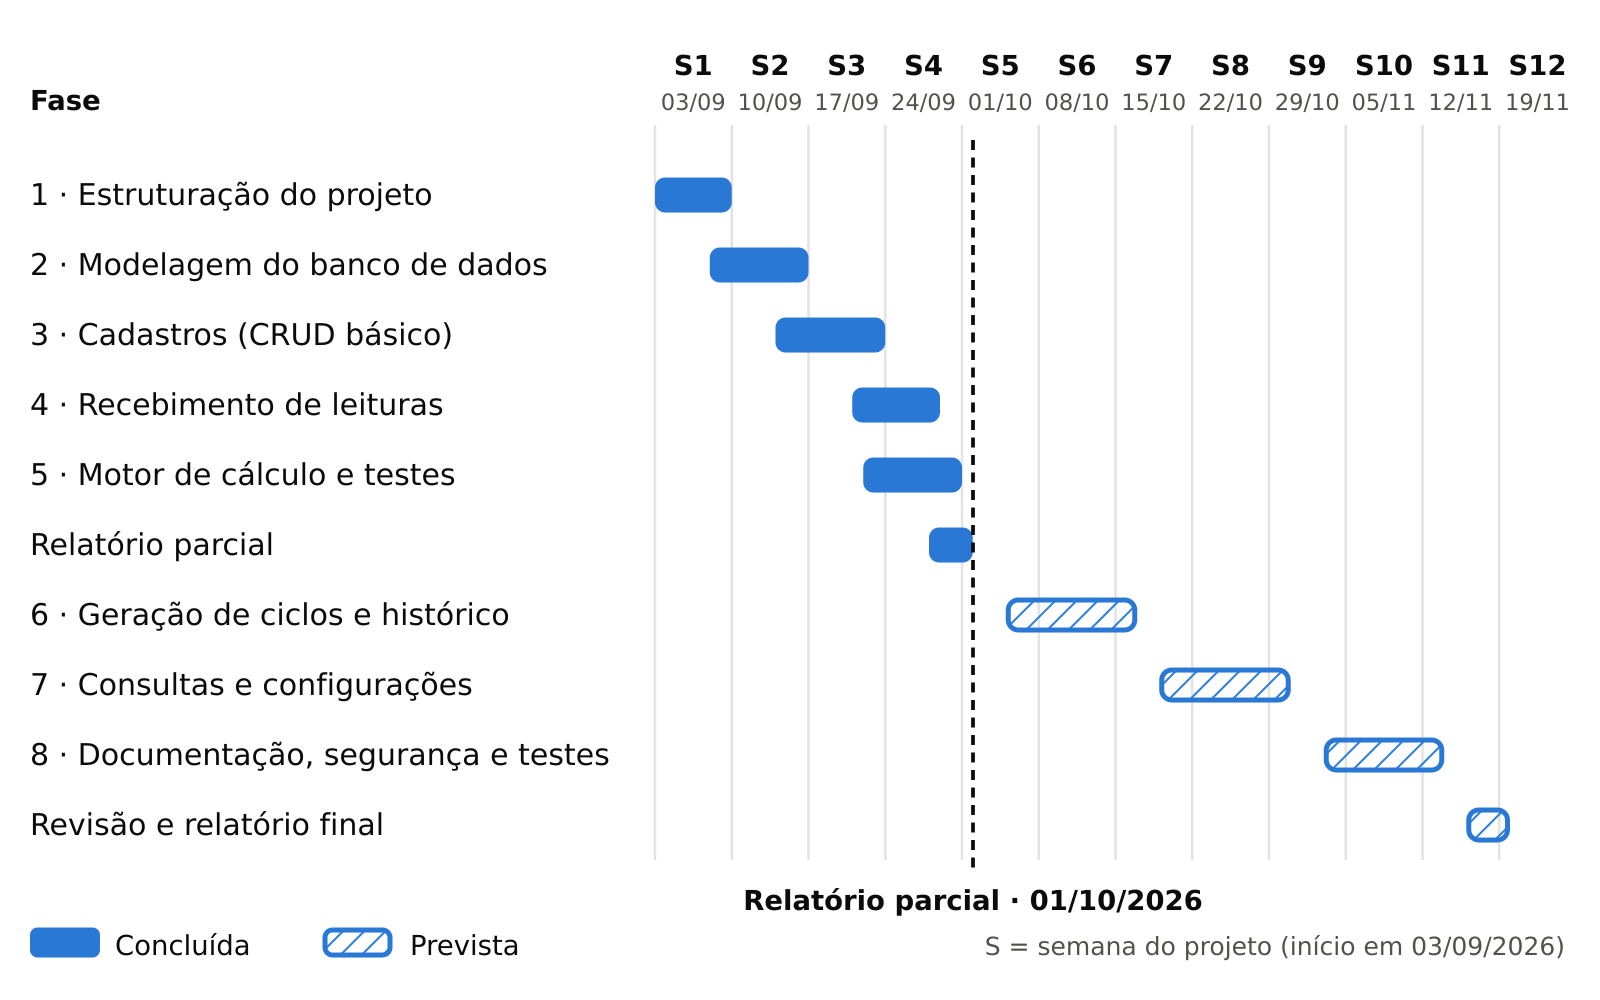 S1 S2 S3 S4 S5 S6 S7 S8 S9 S10 S11 S12
Fase 03/09 10/09 17/09 24/09 01/10 08/10 15/10 22/10 29/10 05/11 12/11 19/11
1 · Estruturação do projeto
2 · Modelagem do banco de dados
3 · Cadastros (CRUD básico)
4 · Recebimento de leituras
5 · Motor de cálculo e testes
Relatório parcial
6 · Geração de ciclos e histórico
7 · Consultas e configurações
8 · Documentação, segurança e testes
Revisão e relatório final
Relatório parcial · 01/10/2026
Concluída Prevista S = semana do projeto (início em 03/09/2026)